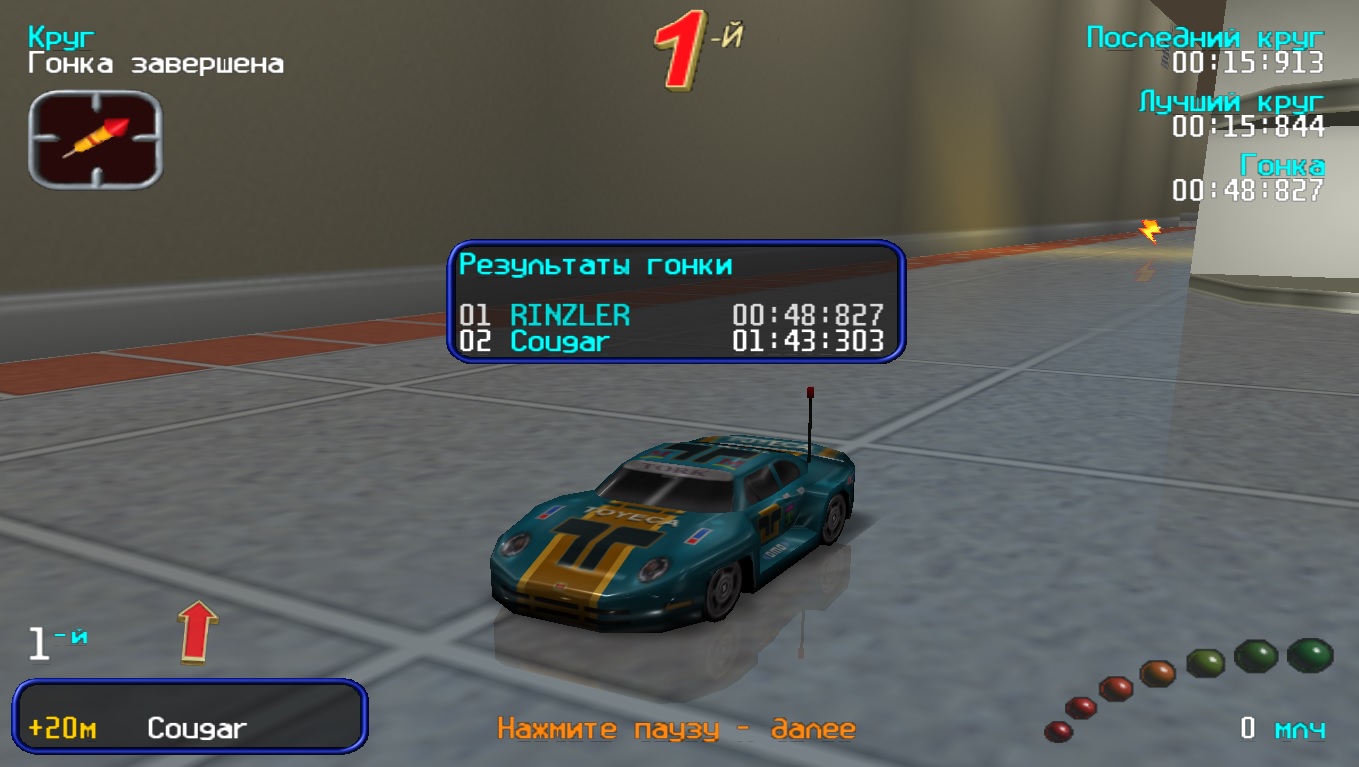 Круг
Гонка завершена
1-й
Последний круг
00:15:913
Лучший круг
00:15:844
Гонка
00:48:827
Результаты гонки
01 RINZLER 00:48:827
02 Cougar 01:43:303
TORK
TOYECA
1-й
+20м Cougar
Нажмите паузу - далее
0 млч